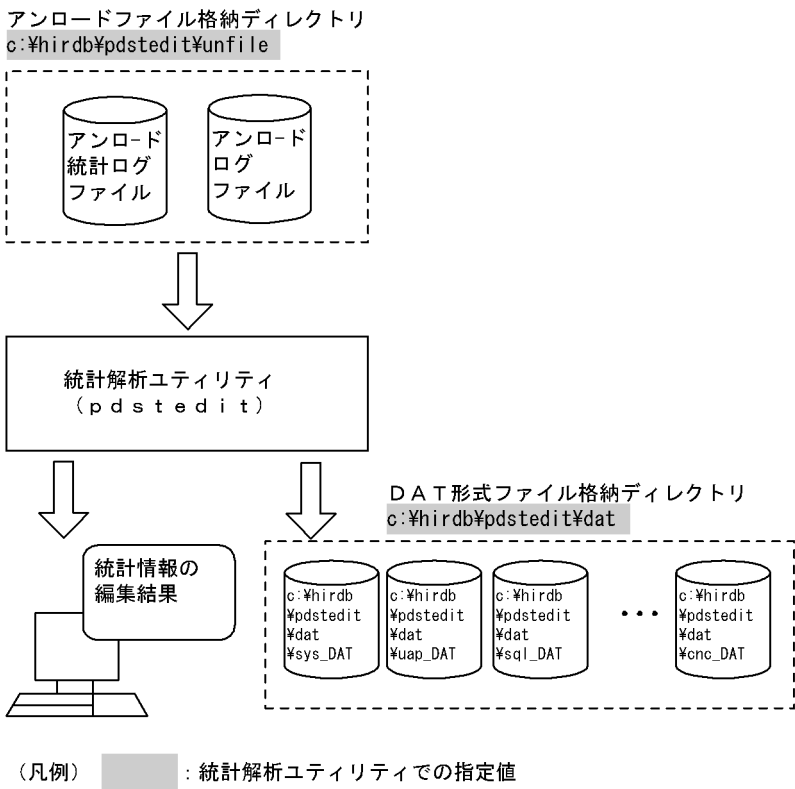 アンロードファイル格納ディレクトリ
c:¥hirdb¥pdstedit¥unfile
アンロード
統計ログ
ファイル
アンロード
ログ
ファイル
統計解析ユティリティ
（ｐｄｓｔｅｄｉｔ）
ＤＡＴ形式ファイル格納ディレクトリ
c:¥hirdb¥pdstedit¥dat
統計情報の
編集結果
c:¥hirdb
¥pdstedit
¥dat
¥sys_DAT
c:¥hirdb
¥pdstedit
¥dat
¥uap_DAT
c:¥hirdb
¥pdstedit
¥dat
¥sql_DAT
・・・
c:¥hirdb
¥pdstedit
¥dat
¥cnc_DAT
（凡例）　：統計解析ユティリティでの指定値